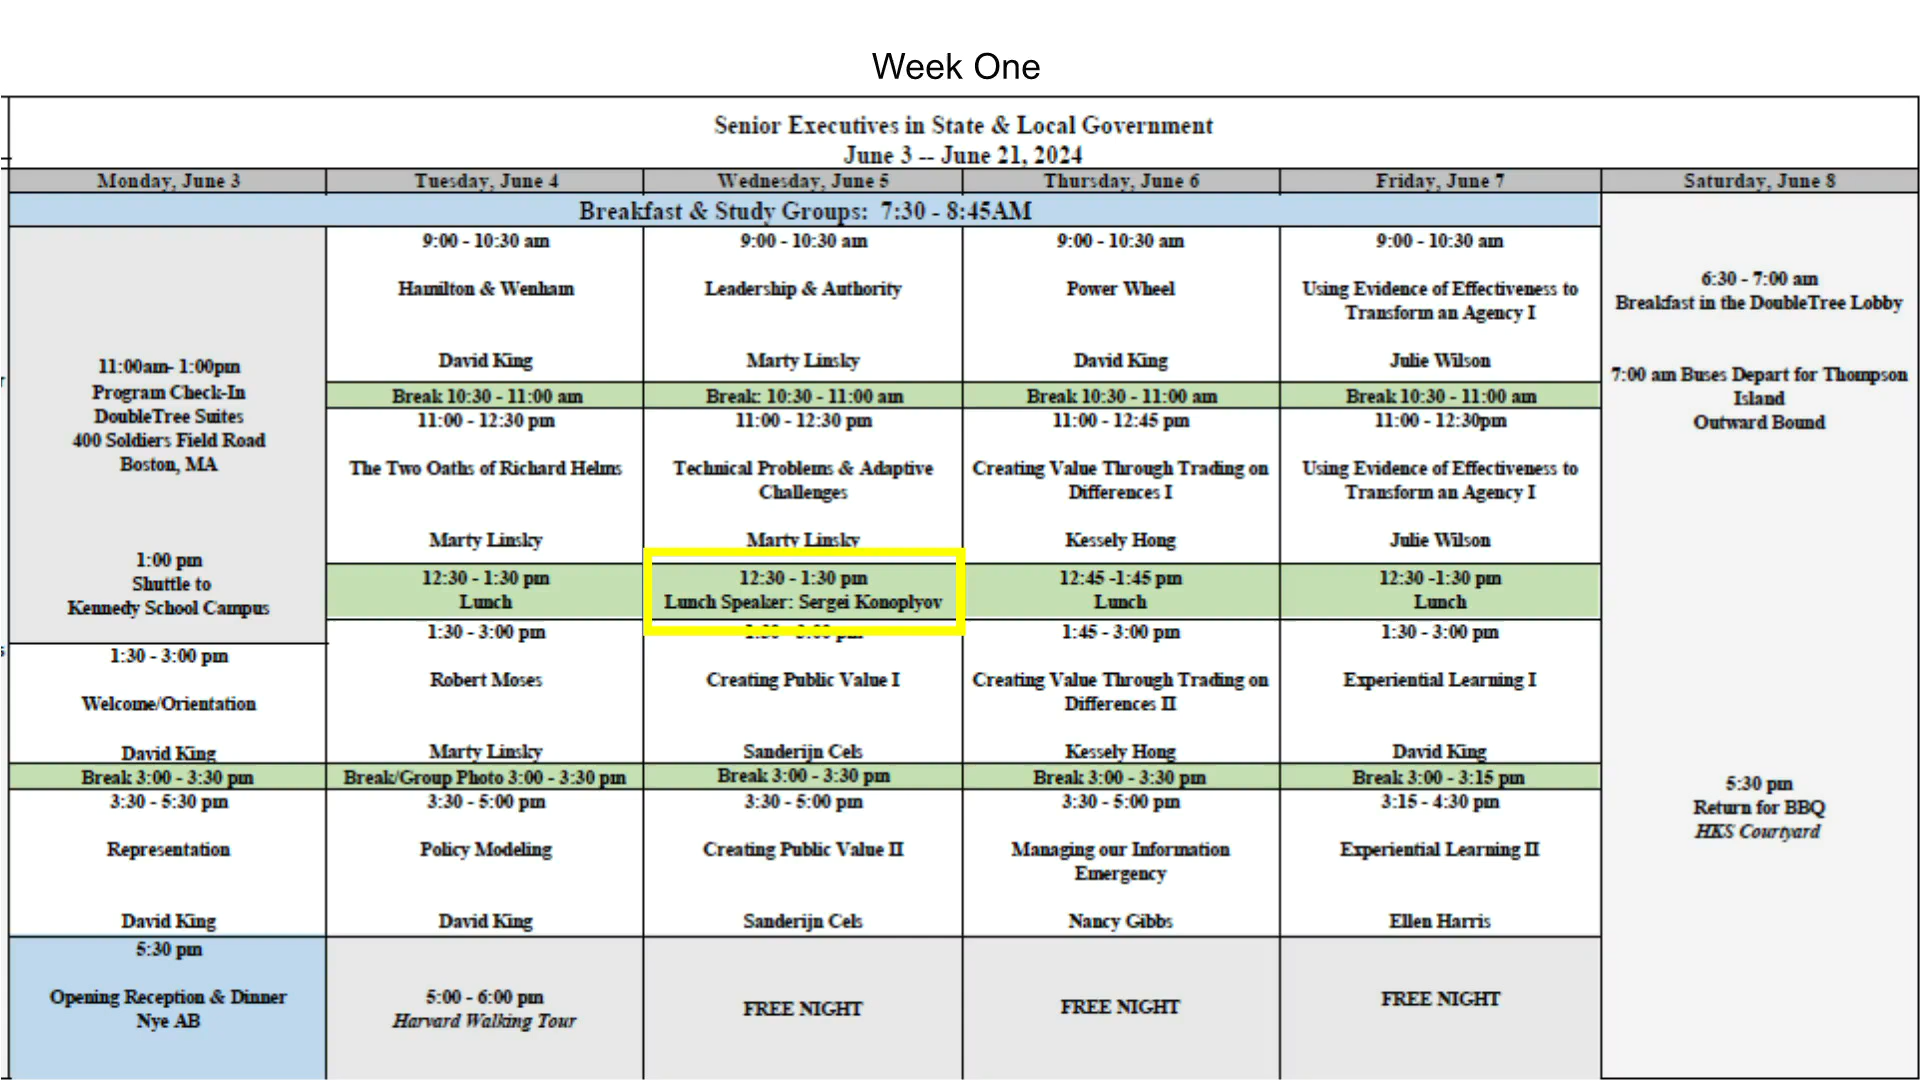 Week One
Senior Executives in State & Local Government
June 3 -- June 21, 2024
Monday, June 3
Tuesday, June 4
Wednesday, June 5
Thursday, June 6
Friday, June 7
Saturday, June 8
Breakfast & Study Groups: 7:30 - 8:45AM
11:00am- 1:00pm
Program Check-In
DoubleTree Suites
400 Soldiers Field Road
Boston, MA
1:00 pm
Shuttle to
Kennedy School Campus
1:30 - 3:00 pm
Welcome/Orientation
David King
Break 3:00 - 3:30 pm
3:30 - 5:30 pm
Representation
David King
5:30 pm
Opening Reception & Dinner
Nye AB
9:00 - 10:30 am
Hamilton & Wenham
David King
Break 10:30 - 11:00 am
11:00 - 12:30 pm
The Two Oaths of Richard Helms
Marty Linsky
12:30 - 1:30 pm
Lunch
1:30 - 3:00 pm
Robert Moses
Marty Linsky
Break/Group Photo 3:00 - 3:30 pm
3:30 - 5:00 pm
Policy Modeling
David King
5:00 - 6:00 pm
Harvard Walking Tour
9:00 - 10:30 am
Leadership & Authority
Marty Linsky
Break: 10:30 - 11:00 am
11:00 - 12:30 pm
Technical Problems & Adaptive
Challenges
Marty Linsky
12:30 - 1:30 pm
Lunch Speaker: Sergei Konoplyov
1:30 - 3:00 pm
Creating Public Value I
Sanderijn Cels
Break 3:00 - 3:30 pm
3:30 - 5:00 pm
Creating Public Value II
Sanderijn Cels
FREE NIGHT
9:00 - 10:30 am
Power Wheel
David King
Break 10:30 - 11:00 am
11:00 - 12:45 pm
Creating Value Through Trading on
Differences I
Kessely Hong
12:45 -1:45 pm
Lunch
1:45 - 3:00 pm
Creating Value Through Trading on
Differences II
Kessely Hong
Break 3:00 - 3:30 pm
3:30 - 5:00 pm
Managing our Information
Emergency
Nancy Gibbs
FREE NIGHT
9:00 - 10:30 am
Using Evidence of Effectiveness to
Transform an Agency I
Julie Wilson
Break 10:30 - 11:00 am
11:00 - 12:30pm
Using Evidence of Effectiveness to
Transform an Agency I
Julie Wilson
12:30 -1:30 pm
Lunch
1:30 - 3:00 pm
Experiential Learning I
David King
Break 3:00 - 3:15 pm
3:15 - 4:30 pm
Experiential Learning II
Ellen Harris
FREE NIGHT
6:30 - 7:00 am
Breakfast in the DoubleTree Lobby
7:00 am Buses Depart for Thompson
Island
Outward Bound
5:30 pm
Return for BBQ
HKS Courtyard